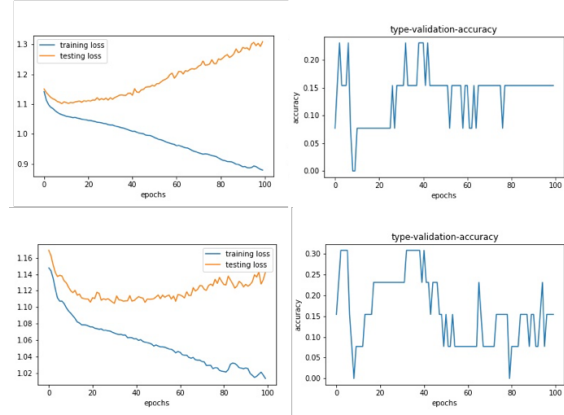 1.3
1.2
1.1
1.0
0.9
training loss
testing loss
0 20 40 60 80 100
epochs
type-validation-accuracy
accuracy
0.20
0.15
0.10
0.05
0.00
0 20 40 60 80 100
epochs
1.16
1.14
1.12
1.10
1.08
1.06
1.04
1.02
training loss
testing loss
0 20 40 60 80 100
epochs
type-validation-accuracy
accuracy
0.30
0.25
0.20
0.15
0.10
0.05
0.00
0 20 40 60 80 100
epochs